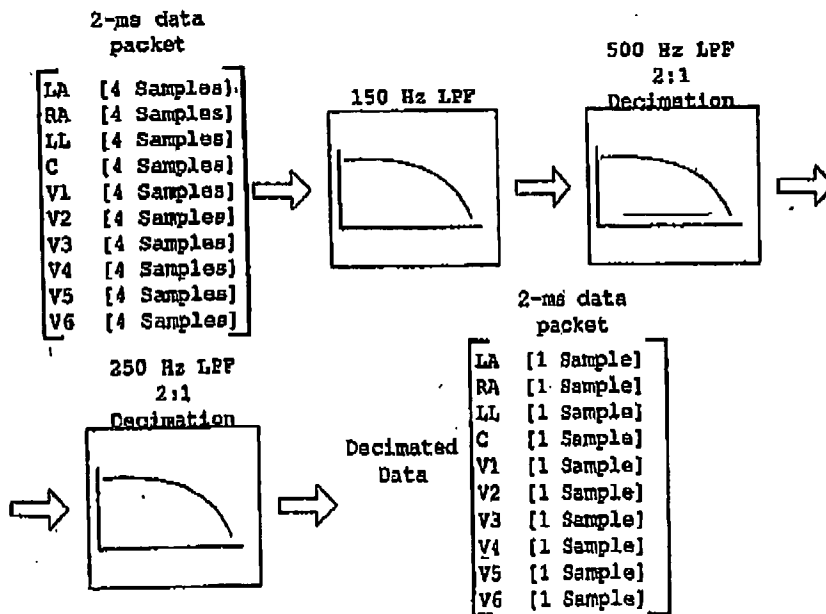 2-ms data
packet
LA [4 Samples]
RA [4 Samples]
LL [4 Samples]
C [4 Samples]
V1 [4 Samples]
V2 [4 Samples]
V3 [4 Samples]
V4 [4 Samples]
V5 [4 Samples]
V6 [4 Samples]
150 Hz LPF
500 Hz LPF
2:1
Decimation
250 Hz LPF
2:1
Decimation
Decimated
Data
2-ms data
packet
LA [1 Sample]
RA [1 Sample]
LL [1 Sample]
C [1 Sample]
V1 [1 Sample]
V2 [1 Sample]
V3 [1 Sample]
V4 [1 Sample]
V5 [1 Sample]
V6 [1 Sample]